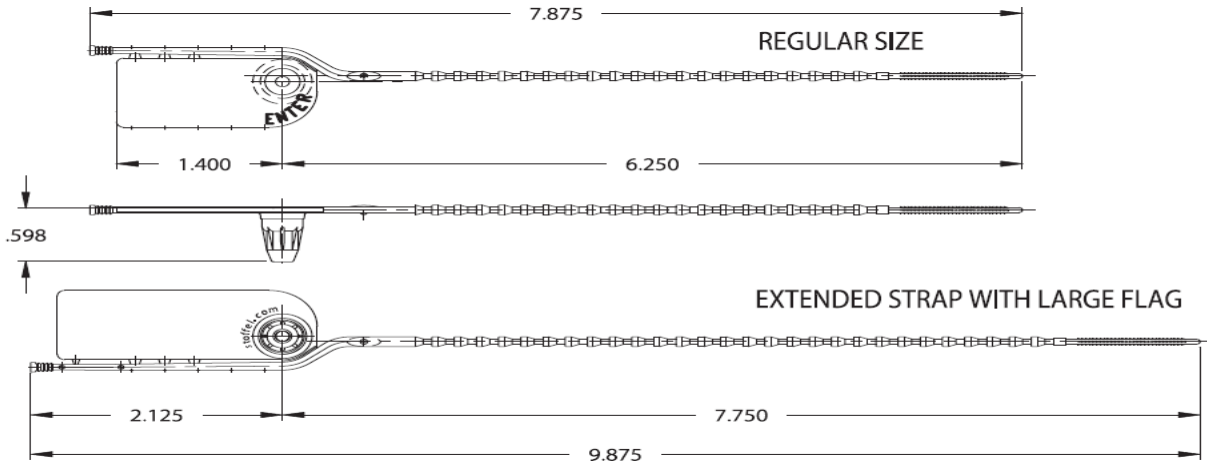 7.875
REGULAR SIZE
ENTER
1.400
6.250
.598
EXTENDED STRAP WITH LARGE FLAG
stoffel.com
2.125
7.750
9.875